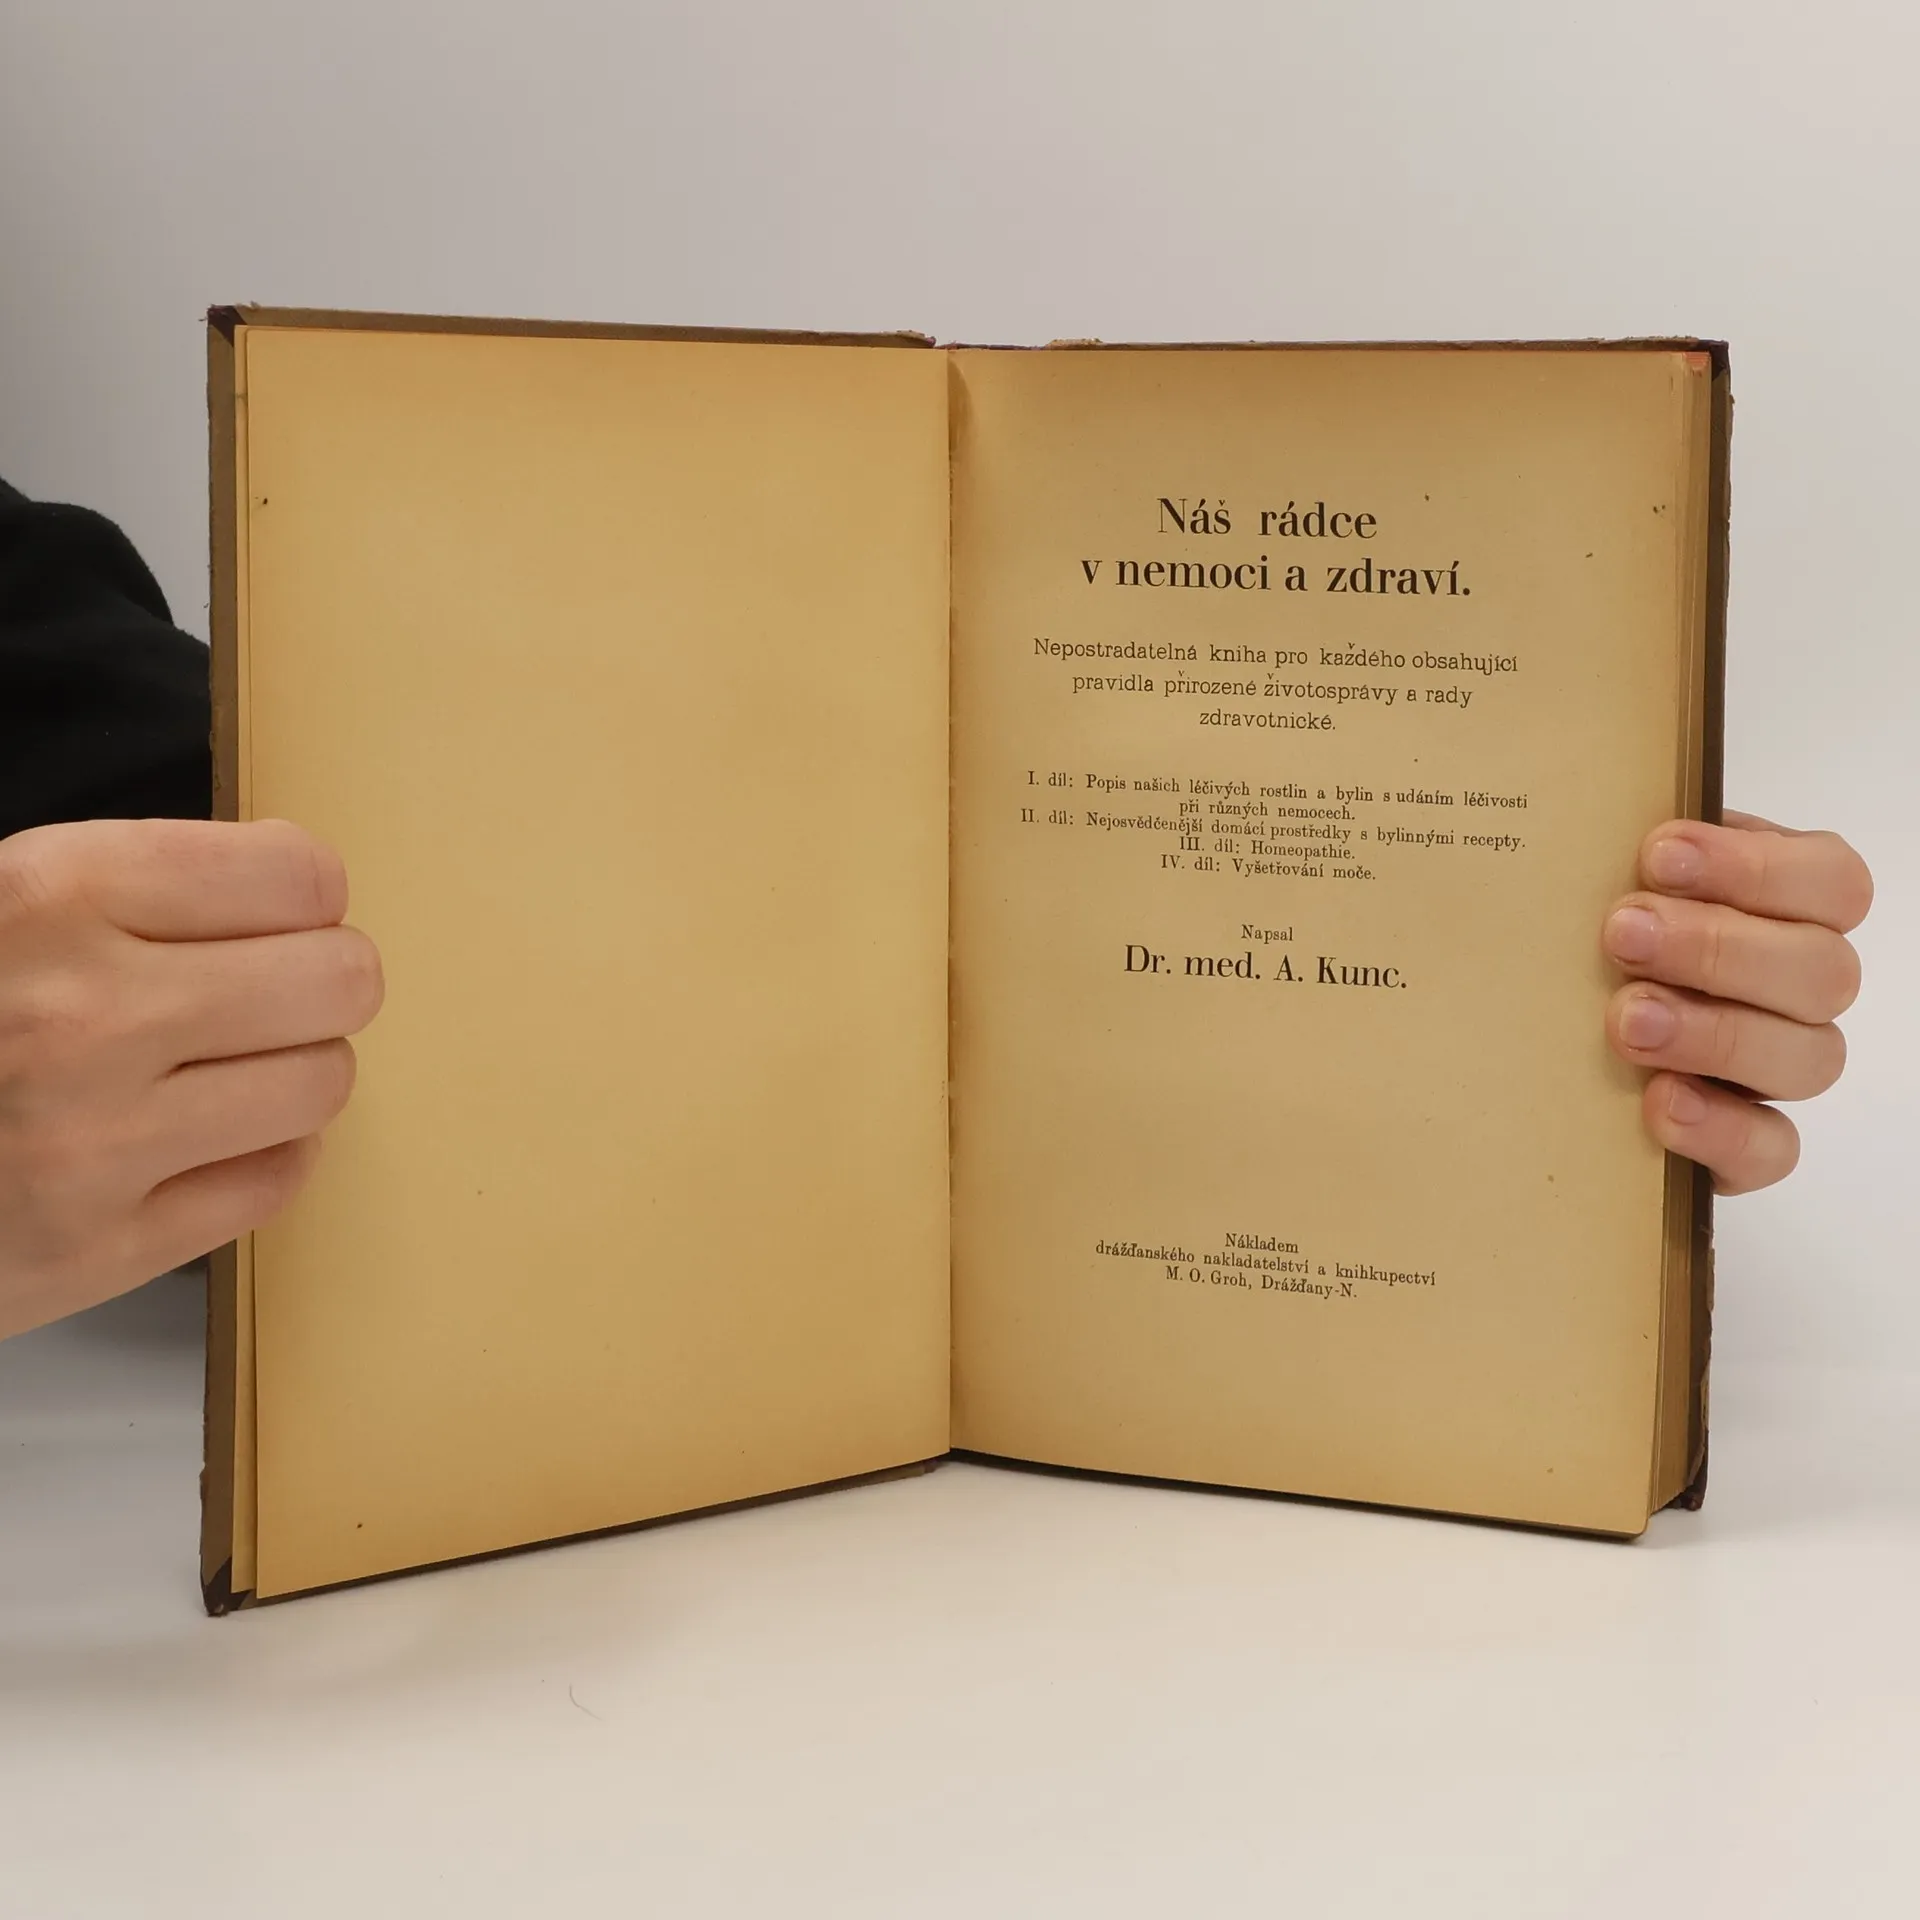 Náš rádce
v nemoci a zdraví.
Nepostradatelná kniha pro každého obsahující
pravidla přirozené životosprávy a rady
zdravotnické.
I. díl: Popis našich léčivých rostlin a bylin s udáním léčivosti
při různých nemocech.
II. díl: Nejosvědčenější domácí prostředky s bylinnými recepty.
III. díl: Homeopathie.
IV. díl: Vyšetřování moče.
Napsal
Dr. med. A. Kunc.
Nákladem
drážďanského nakladatelství a knihkupectví
M. O. Groh, Drážďany-N.